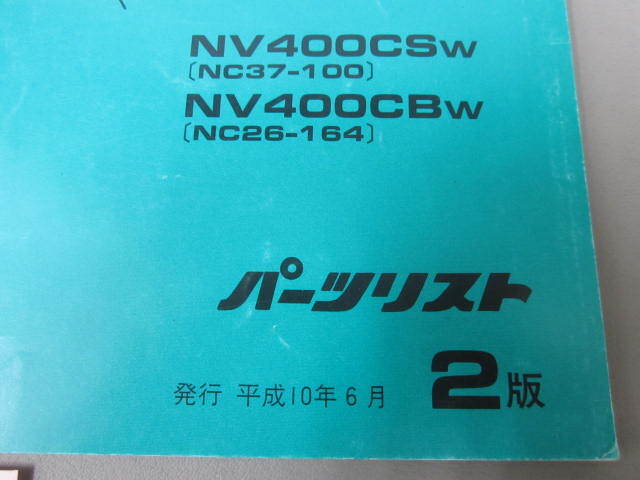 NV400CSW
〔NC37-100〕
NV400CBW
〔NC26-164〕
パーツリスト
発行 平成10年6月 2版